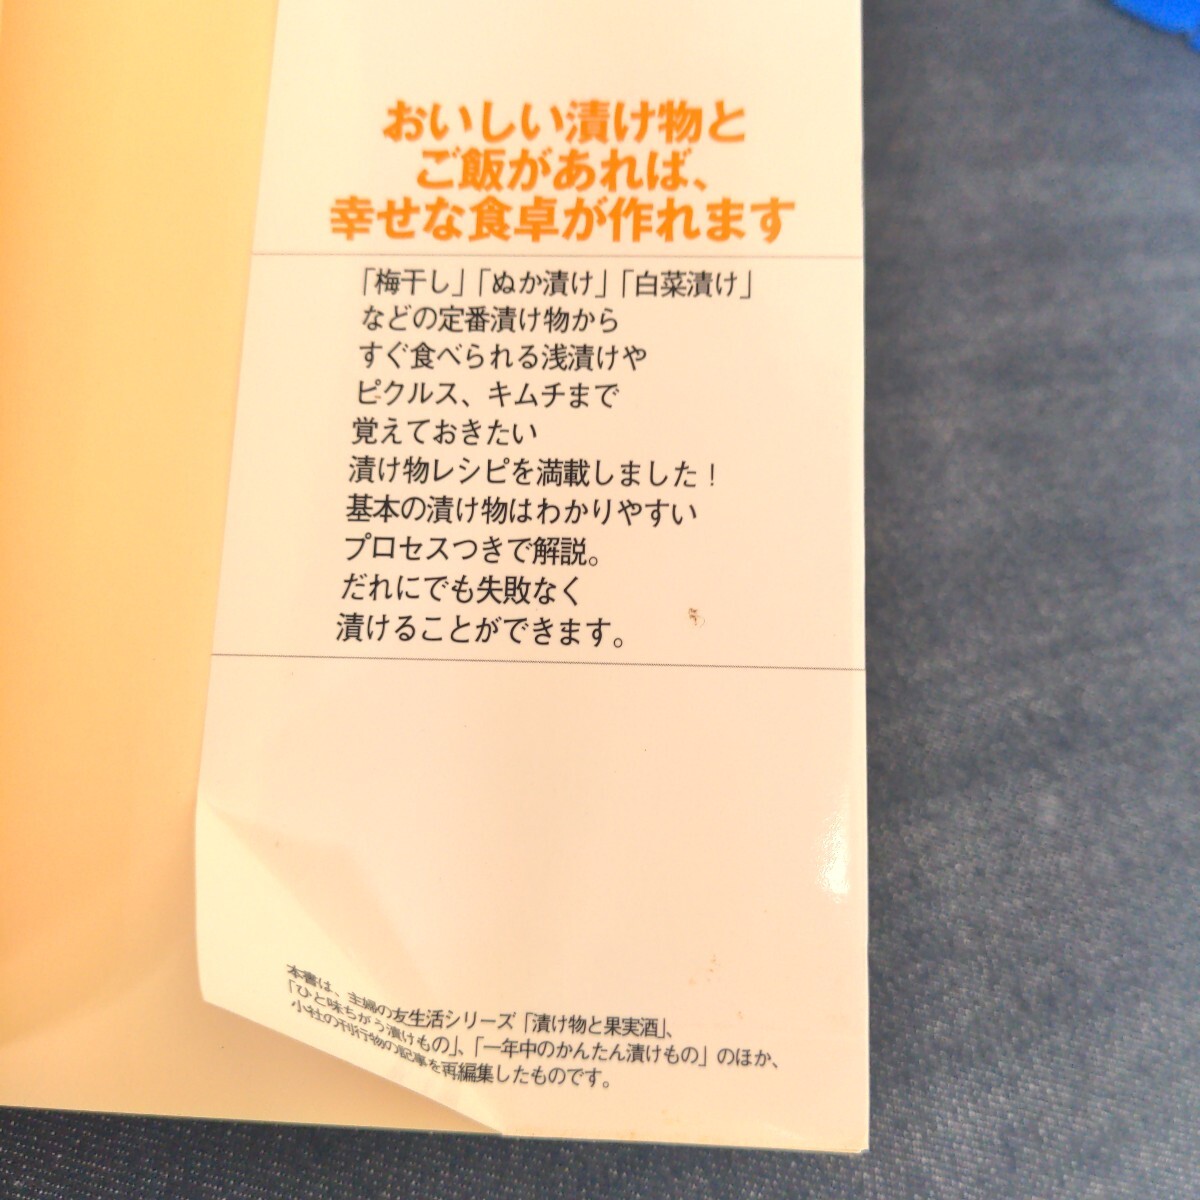 おいしい漬け物と
ご飯があれば、
幸せな食卓が作れます
「梅干し」「ぬか漬け」「白菜漬け」
などの定番漬け物から
すぐ食べられる浅漬けや
ピクルス、キムチまで
覚えておきたい
漬け物レシピを満載しました！
基本の漬け物はわかりやすい
プロセスつきで解説。
だれにでも失敗なく
漬けることができます。
本書は、主婦の友生活シリーズ「漬け物と果実酒」、
「ひと味ちがう漬けもの」、「一年中のかんたん漬けもの」のほか、
小社の刊行物の記事を再編集したものです。